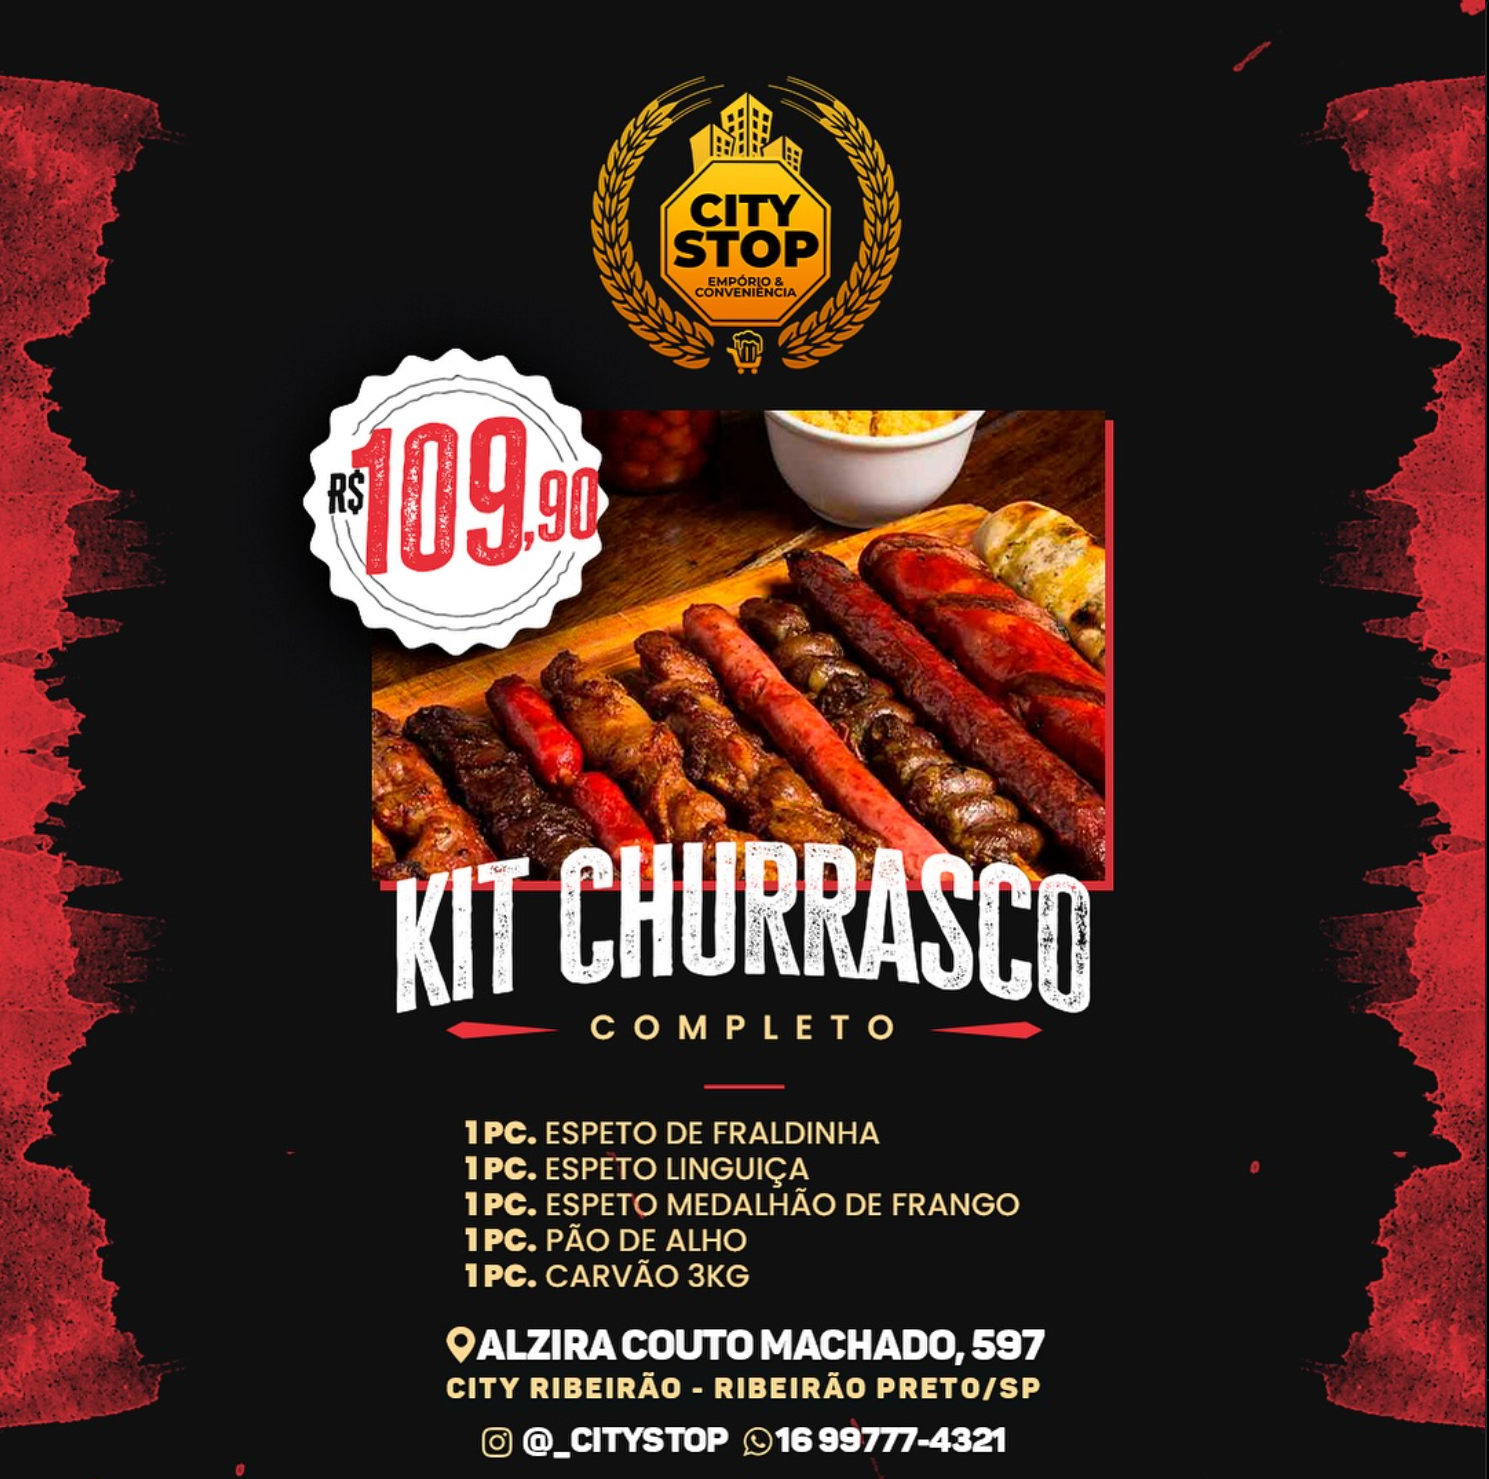 CITY
STOP
EMPÓRIO &
CONVENIÊNCIA
R$109,90
KIT CHURRASCO
COMPLETO
1 PC. ESPETO DE FRALDINHA
1 PC. ESPETO LINGUIÇA
1 PC. ESPETO MEDALHÃO DE FRANGO
1 PC. PÃO DE ALHO
1 PC. CARVÃO 3KG
ALZIRA COUTO MACHADO, 597
CITY RIBEIRÃO - RIBEIRÃO PRETO/SP
@_CITYSTOP 16 99777-4321